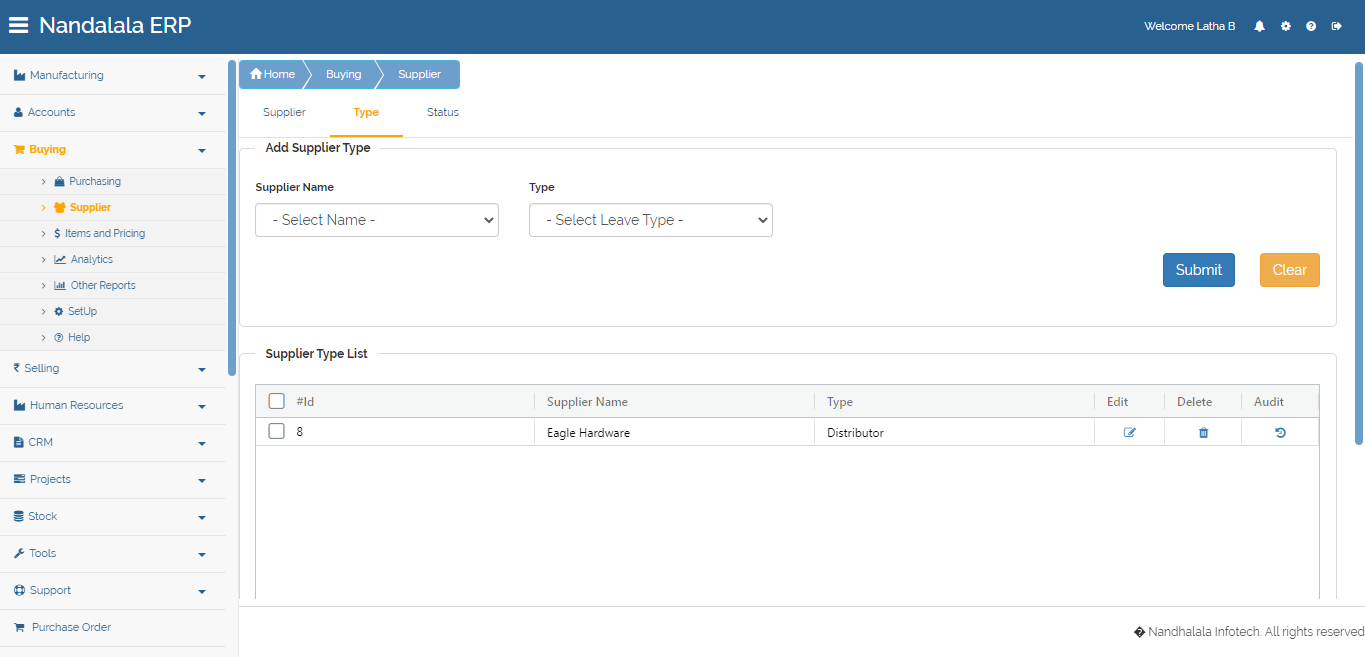 Nandalala ERP
Welcome Latha B
Manufacturing
Accounts
Buying
Purchasing
Supplier
$ Items and Pricing
Analytics
Other Reports
SetUp
Help
₹ Selling
Human Resources
CRM
Projects
Stock
Tools
Support
Purchase Order
Home Buying Supplier
Supplier Type Status
Add Supplier Type
Supplier Name Type
- Select Name - - Select Leave Type -
Submit Clear
Supplier Type List
#Id Supplier Name Type Edit Delete Audit
8 Eagle Hardware Distributor
� Nandhalala Infotech. All rights reserved